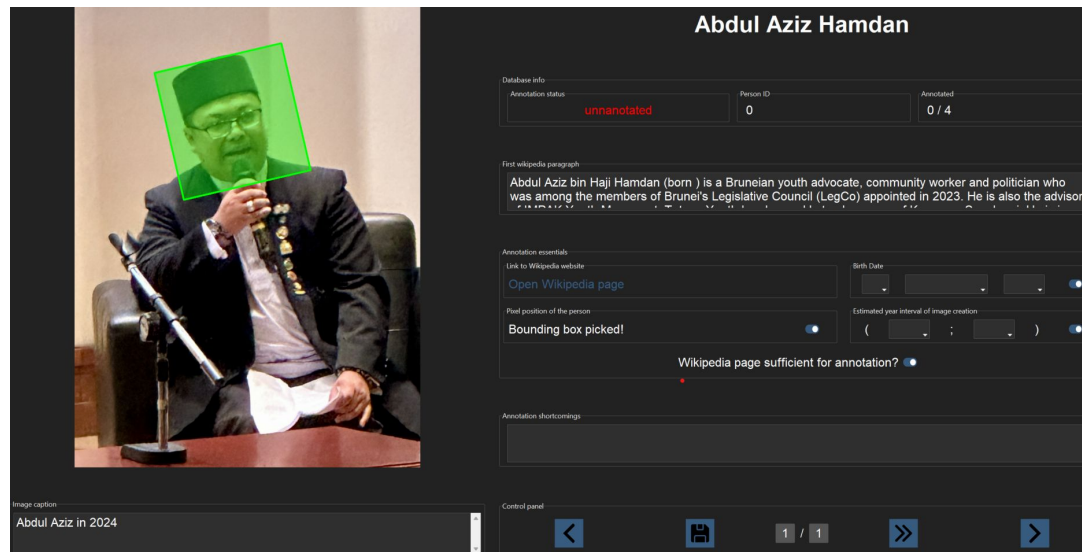 Abdul Aziz Hamdan
Database info
Annotation status
unnanotated
Person ID
0
Annotated
0 / 4
First wikipedia paragraph
Abdul Aziz bin Haji Hamdan (born ) is a Bruneian youth advocate, community worker and politician who
was among the members of Brunei's Legislative Council (LegCo) appointed in 2023. He is also the advisor
Annotation essentials
Link to Wikipedia website
Open Wikipedia page
Birth Date
Pixel position of the person
Bounding box picked!
Estimated year interval of image creation
( ; )
Wikipedia page sufficient for annotation?
Annotation shortcomings
Image caption
Abdul Aziz in 2024
Control panel
1 / 1